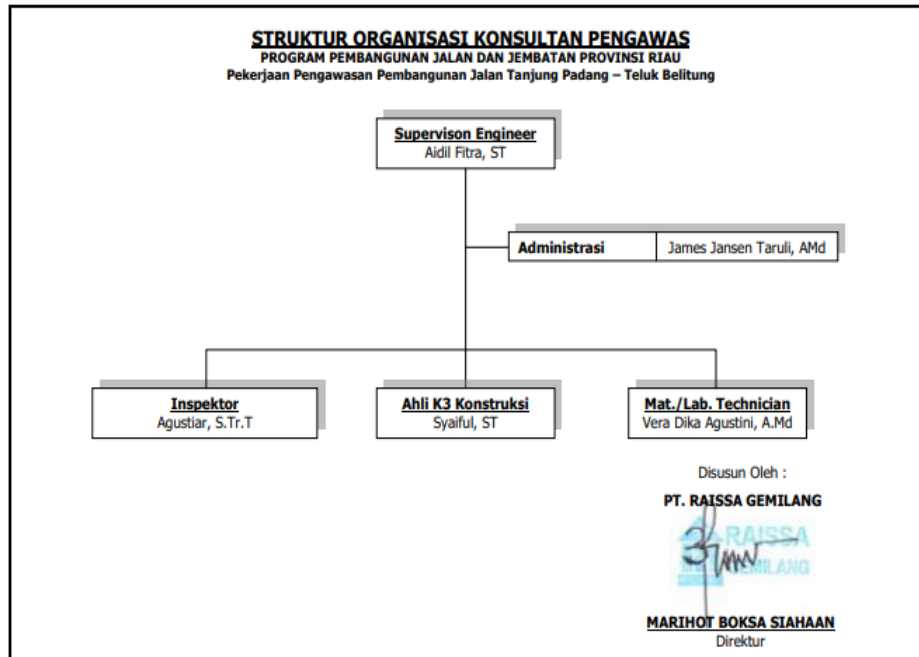 STRUKTUR ORGANISASI KONSULTAN PENGAWAS
PROGRAM PEMBANGUNAN JALAN DAN JEMBATAN PROVINSI RIAU
Pekerjaan Pengawasan Pembangunan Jalan Tanjung Padang – Teluk Belitung
Supervison Engineer
Aidil Fitra, ST
Administrasi James Jansen Taruli, AMd
Inspektor
Agustiar, S.Tr.T
Ahli K3 Konstruksi
Syaiful, ST
Mat./Lab. Technician
Vera Dika Agustini, A.Md
Disusun Oleh :
PT. RAISSA GEMILANG
RAISSA
GEMILANG
MARIHOT BOKSA SIAHAAN
Direktur